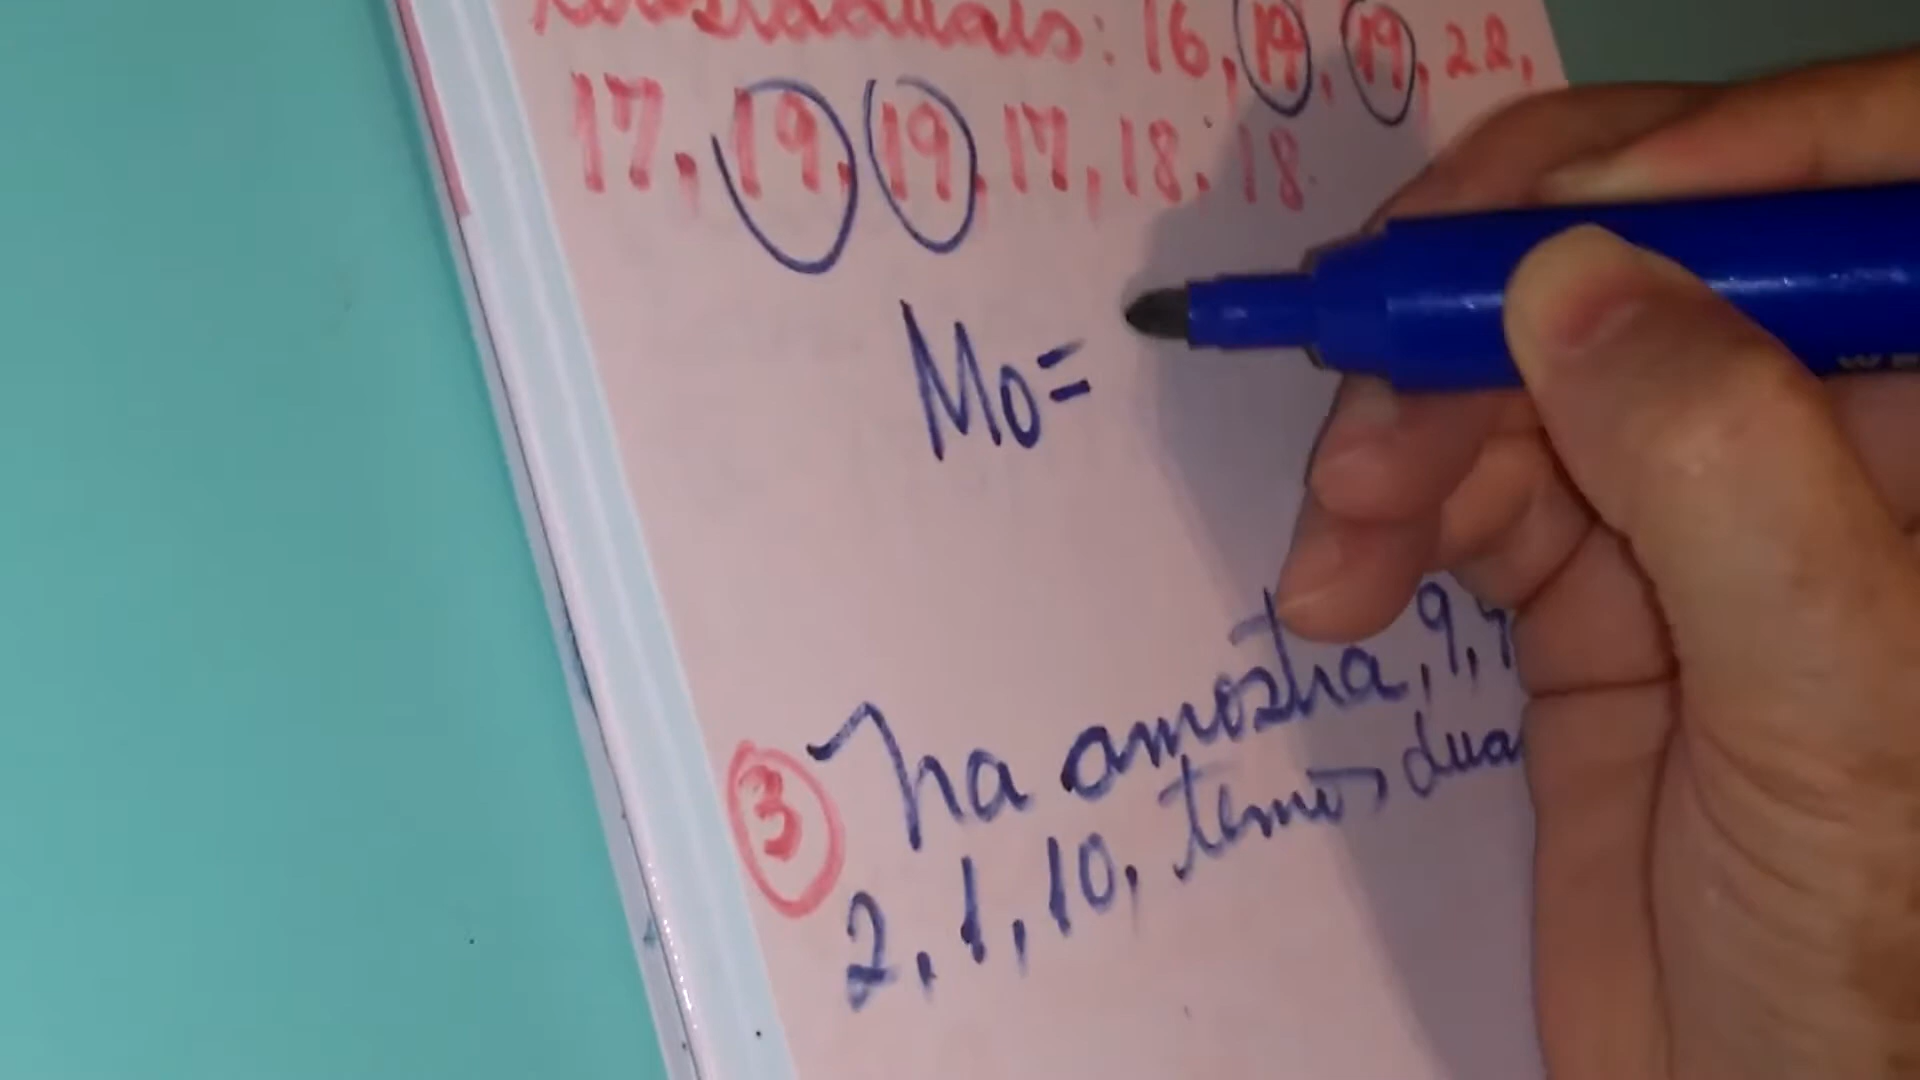 : 16, 19, 19, 22,
17, 19, 19, 17, 18, 18.
Mo=
3 Na amostra, 9,
2, 1, 10, temos